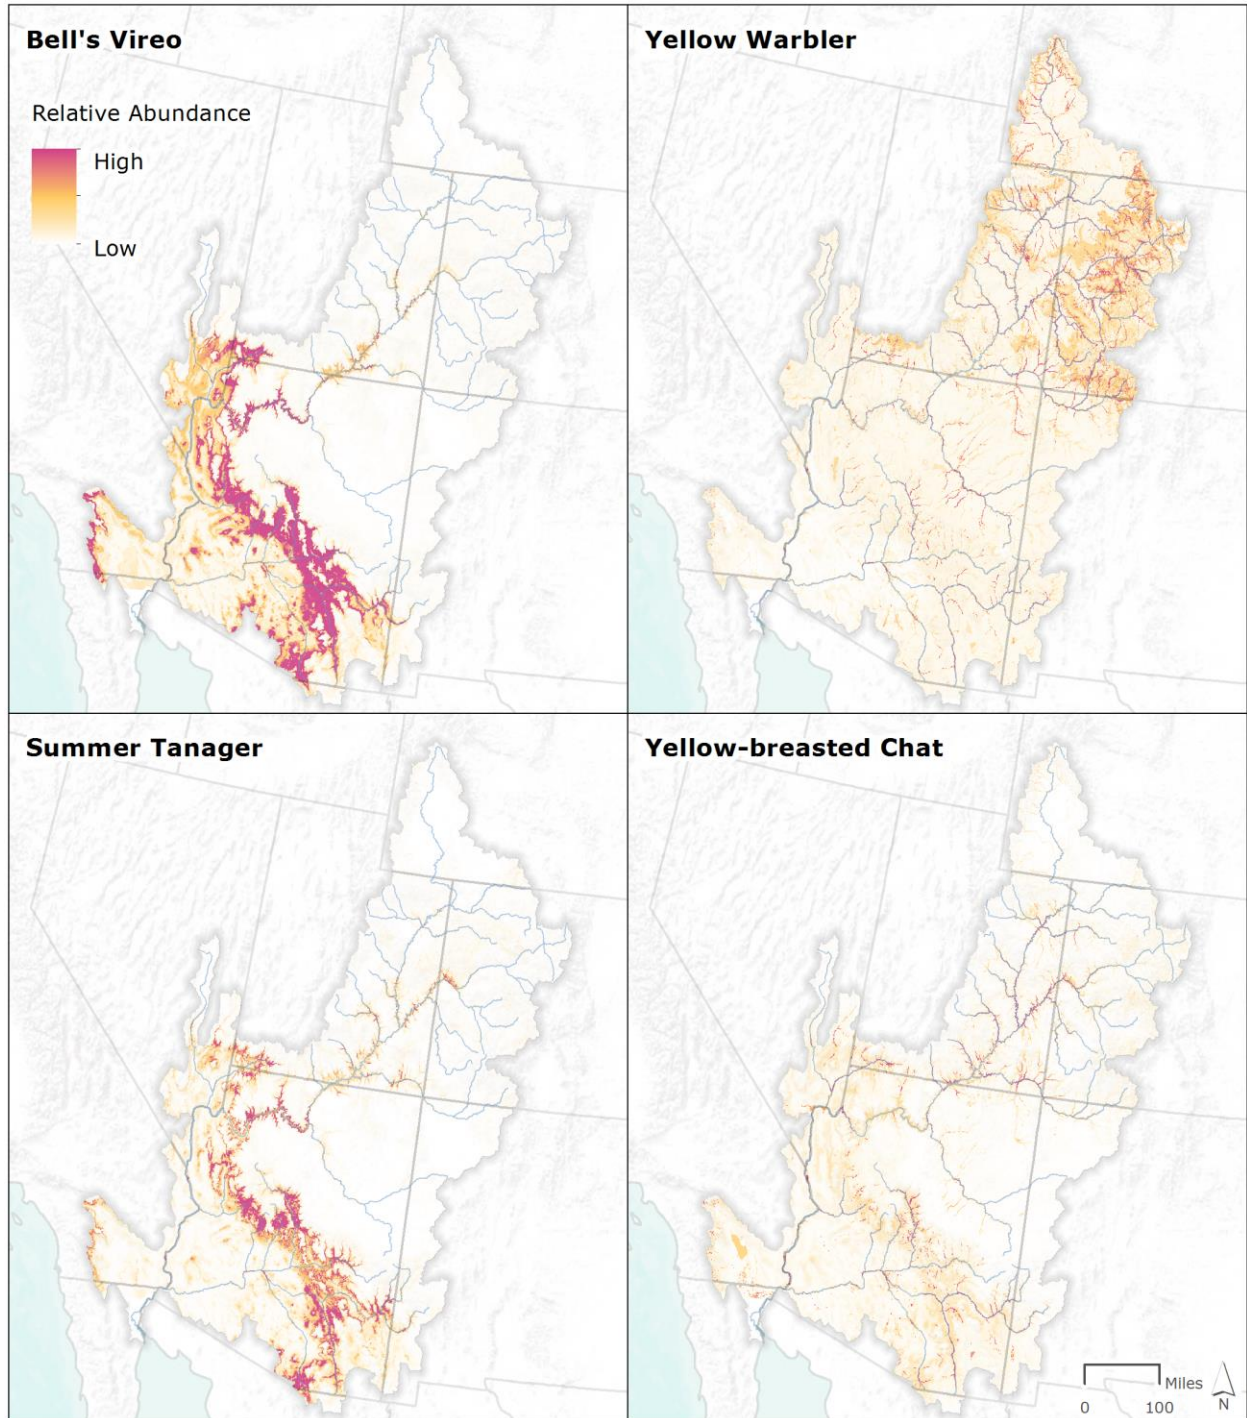 Bell's Vireo
Relative Abundance
High
Low
Yellow Warbler
Summer Tanager
Yellow-breasted Chat
Miles
0 100
N